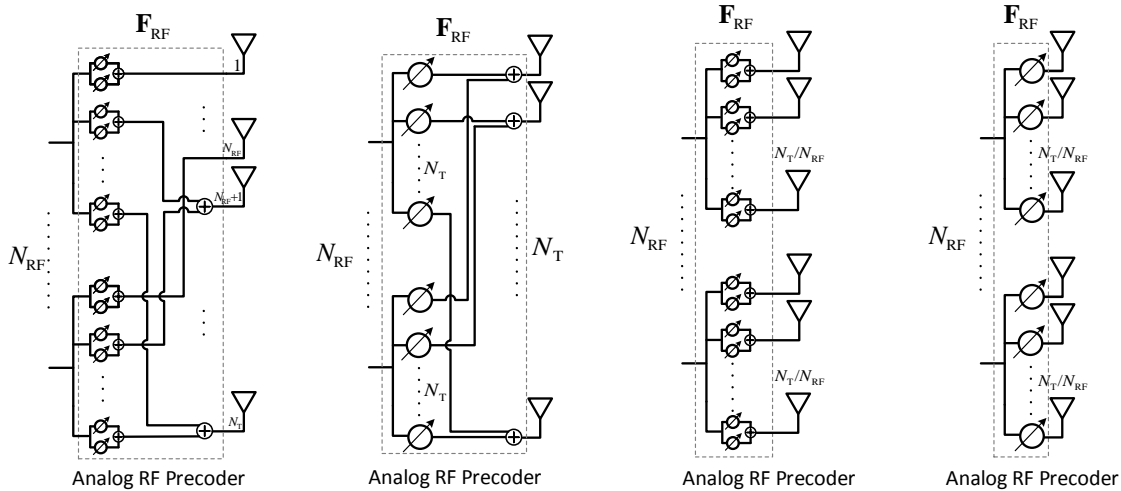 F_RF
1
N_RF
N_RF+1
N_RF
N_T
Analog RF Precoder
F_RF
N_T
N_RF
N_T
N_T
Analog RF Precoder
F_RF
N_T/N_RF
N_RF
N_T/N_RF
Analog RF Precoder
F_RF
N_T/N_RF
N_RF
N_T/N_RF
Analog RF Precoder